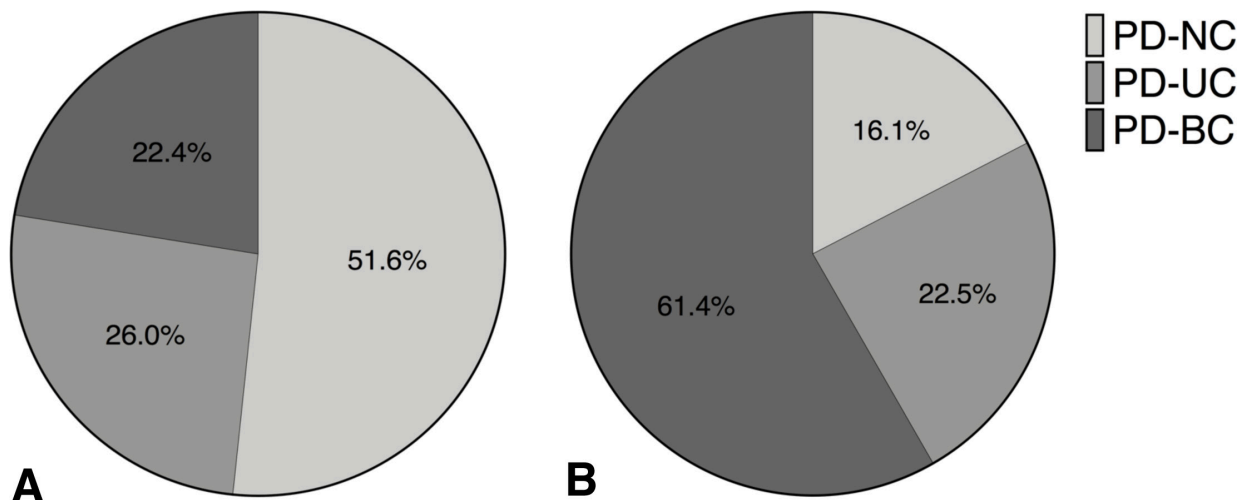 22.4%
51.6%
26.0%
A
16.1%
22.5%
61.4%
B
PD-NC
PD-UC
PD-BC